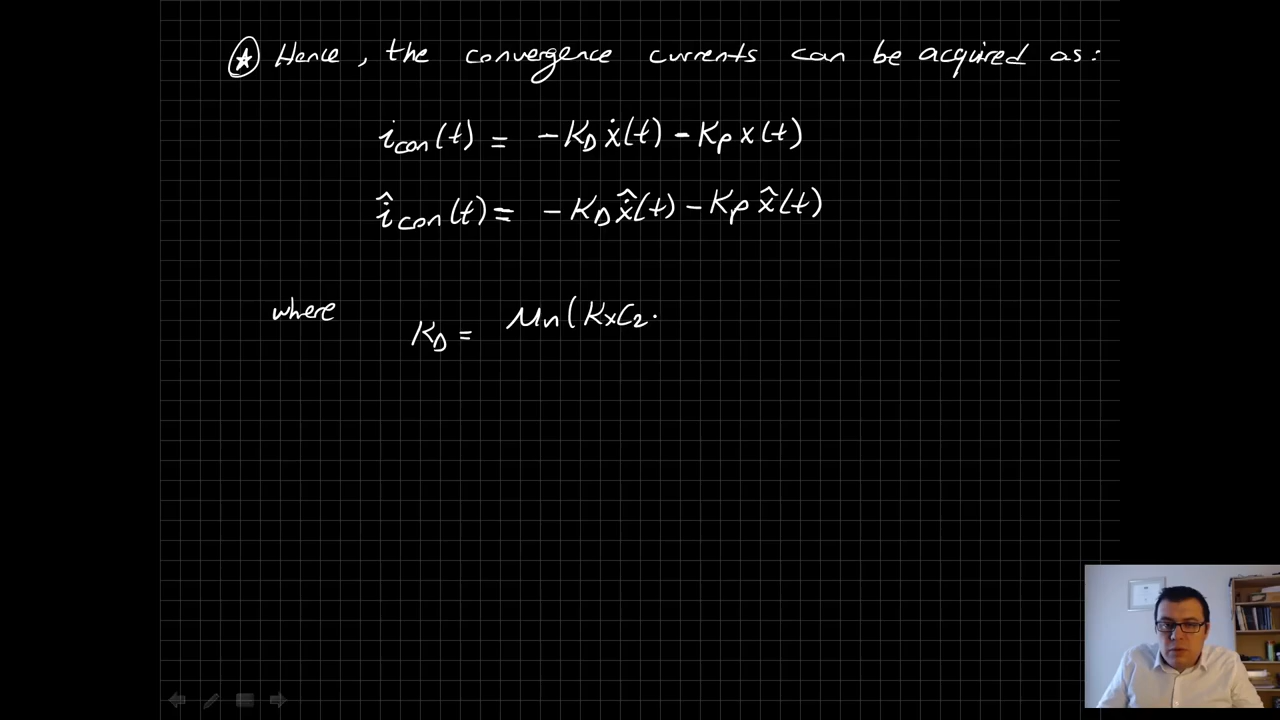 ★ Hence, the convergence currents can be acquired as:
i_con(t) = -K_D ẋ(t) - K_P x(t)
î_con(t) = -K_D x̂̇(t) - K_P x̂(t)
where K_D = Mn(KxC₂.